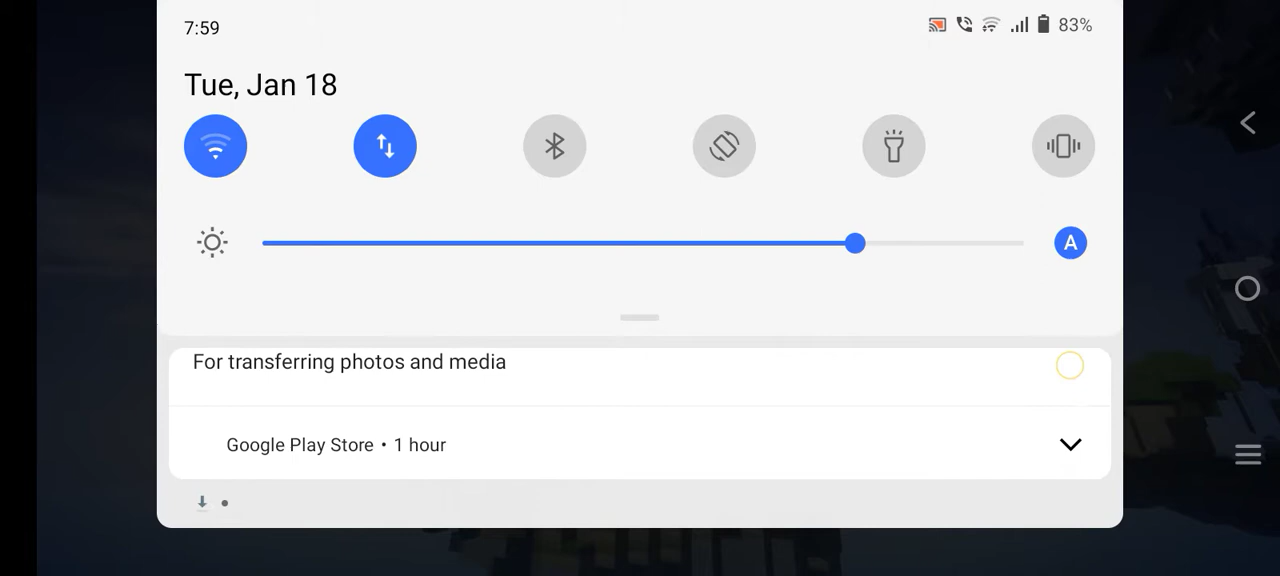 7:59
83%
Tue, Jan 18
A
For transferring photos and media
Google Play Store • 1 hour